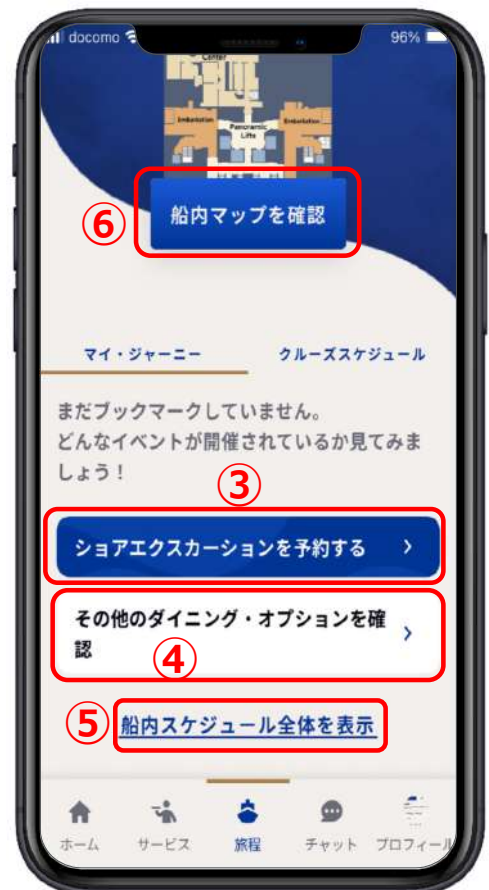 docomo 96%
Center
Embarkation
Panoramic
Lifts
Embarkation
⑥
船内マップを確認
マイ・ジャーニー クルーズスケジュール
まだブックマークしていません。
どんなイベントが開催されているか見てみま
しょう！
③
ショアエクスカーションを予約する
その他のダイニング・オプションを確
認
④
⑤
船内スケジュール全体を表示
ホーム サービス 旅程 チャット プロフィール